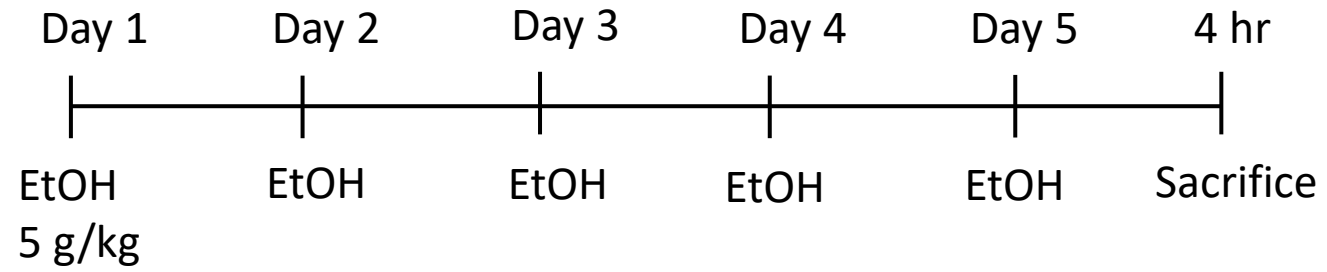 Day 1 Day 2 Day 3 Day 4 Day 5 4 hr
EtOH EtOH EtOH EtOH EtOH Sacrifice
5 g/kg